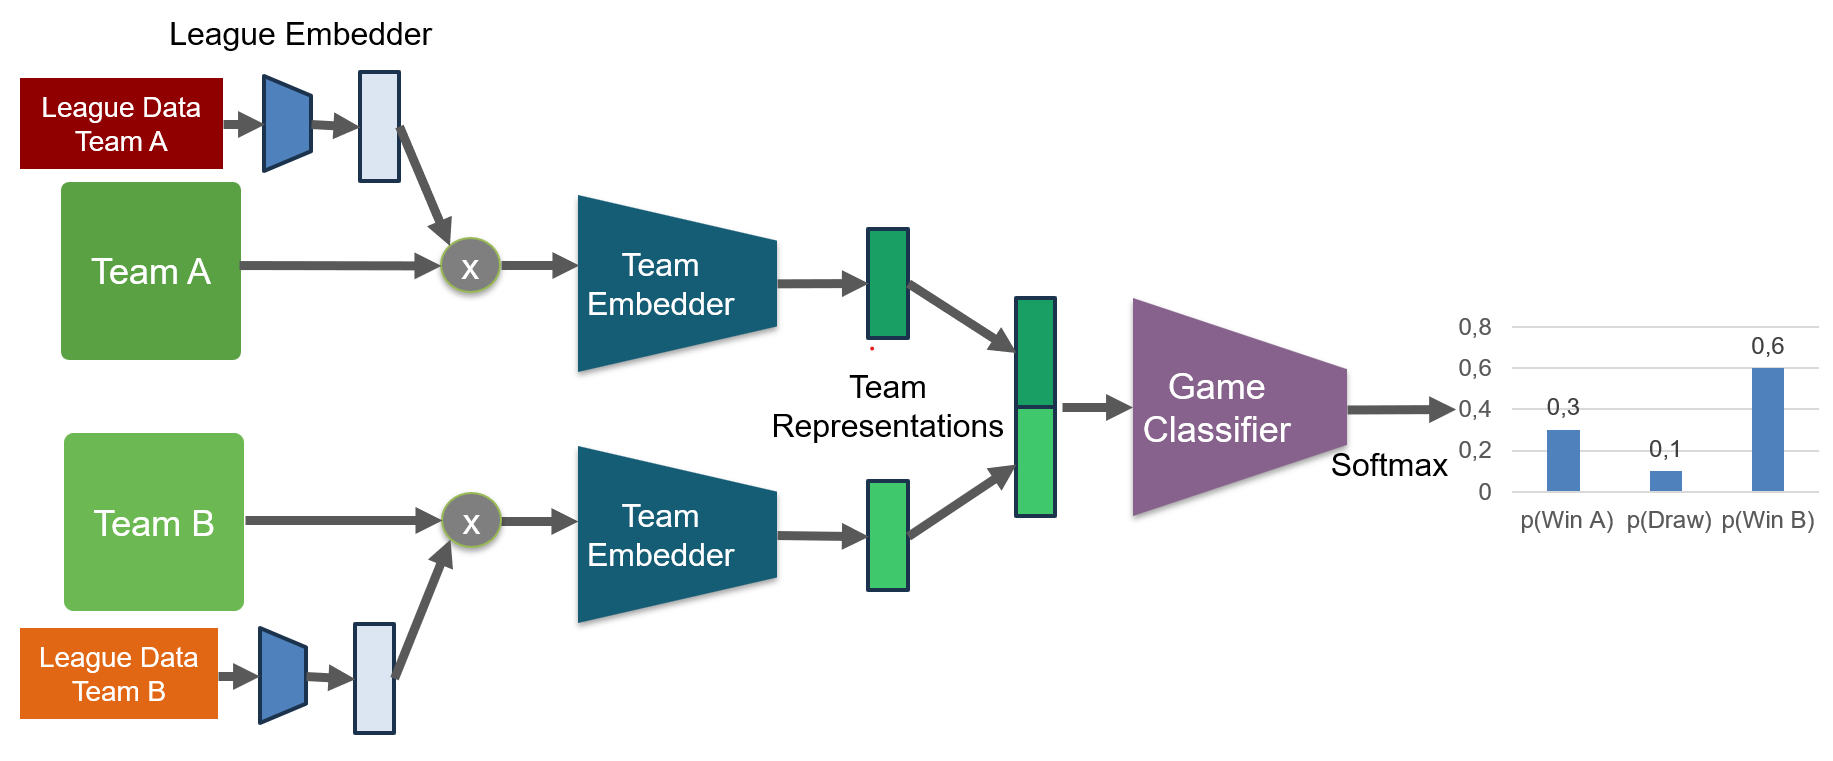 League Embedder
League Data
Team A
Team A
x
Team
Embedder
Team
Representations
Team B
x
Team
Embedder
League Data
Team B
Game
Classifier
Softmax
0,8
0,6
0,4
0,2
0
0,3
0,1
0,6
p(Win A) p(Draw) p(Win B)